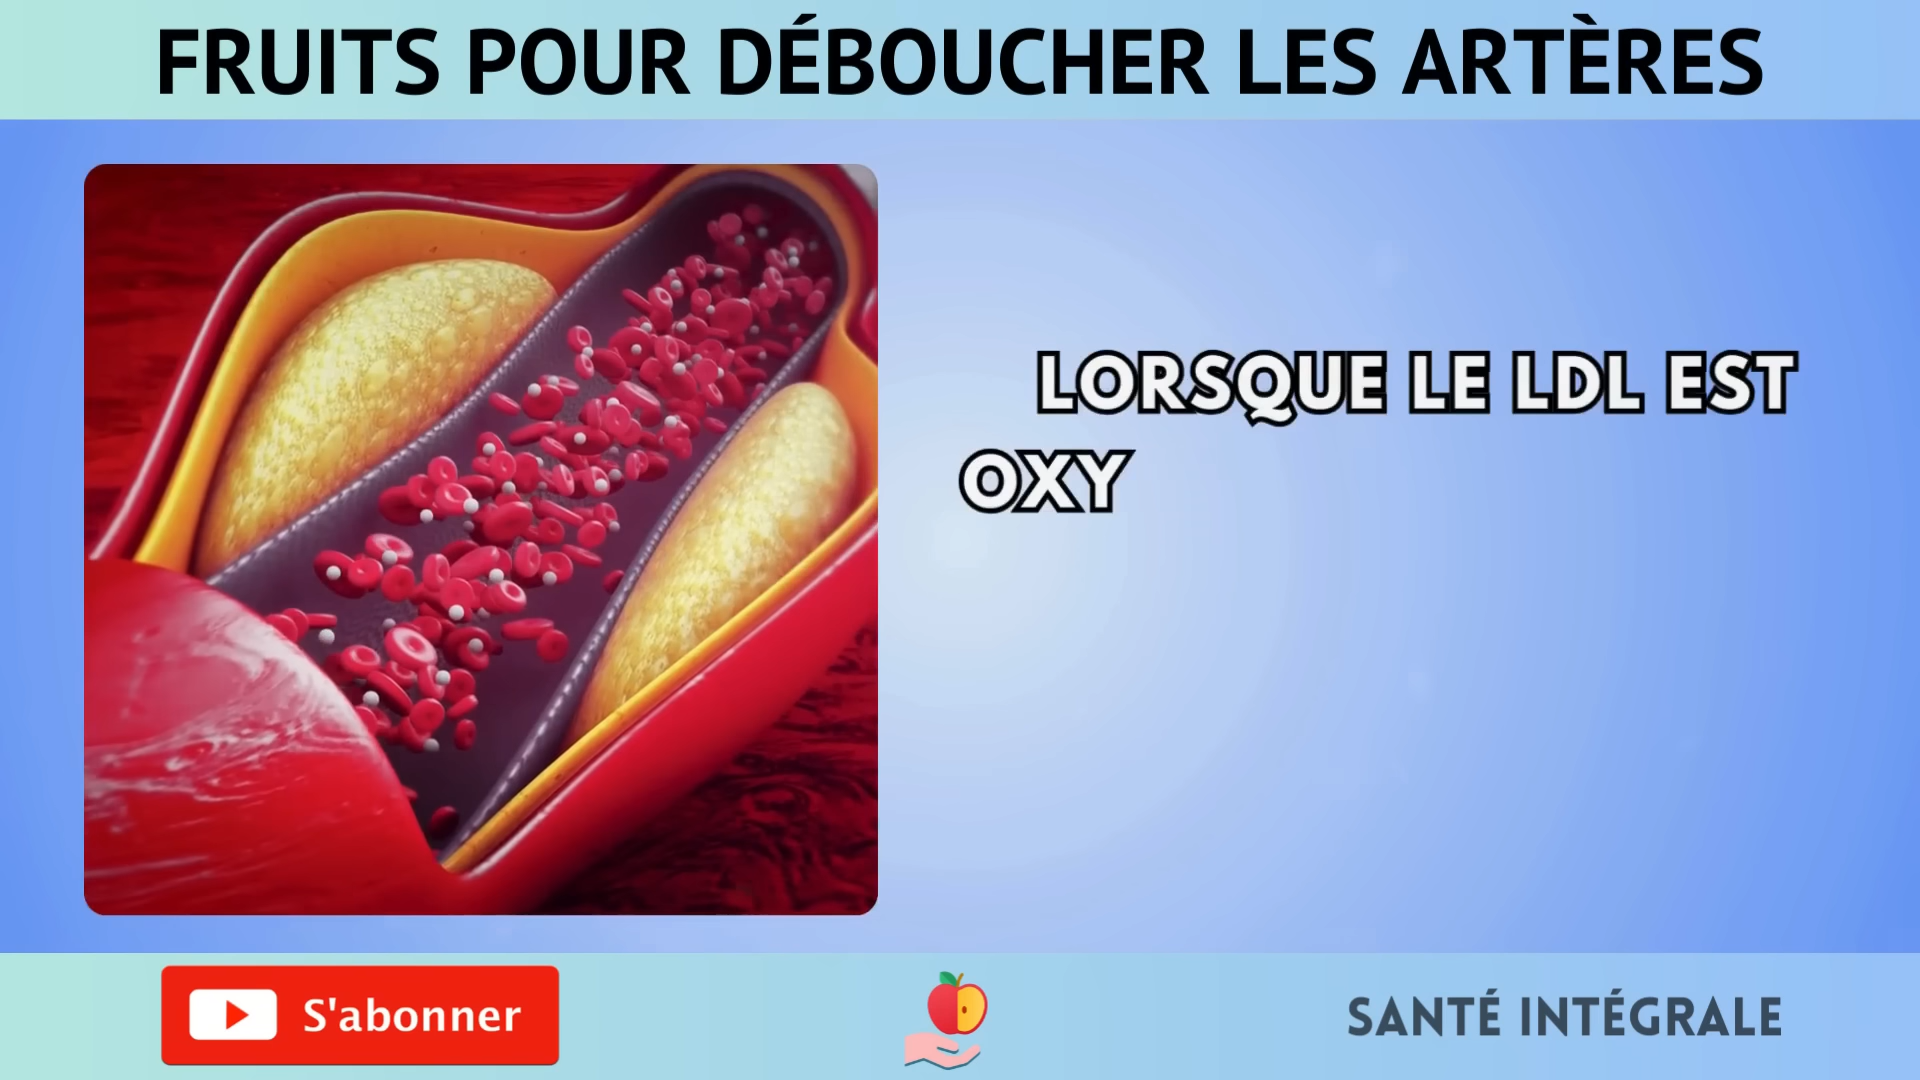 FRUITS POUR DÉBOUCHER LES ARTÈRES
LORSQUE LE LDL EST
OXY
S'abonner
SANTÉ INTÉGRALE